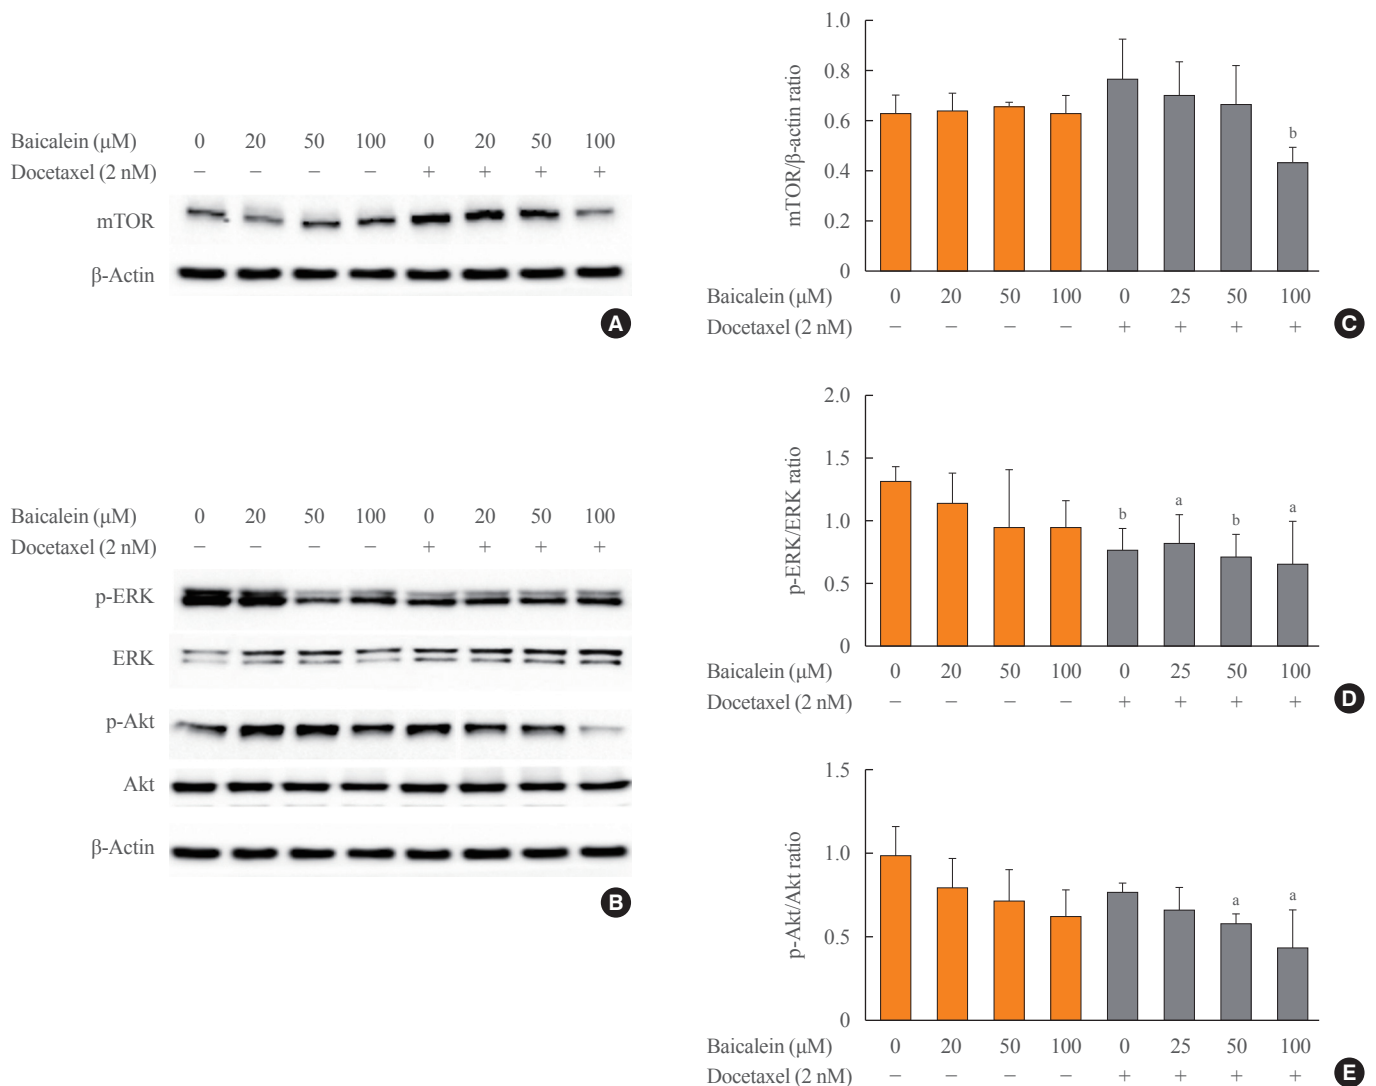 Baicalein (μM) 0 20 50 100 0 20 50 100
Docetaxel (2 nM) − − − − + + + +
mTOR
β-Actin
A
Baicalein (μM) 0 20 50 100 0 20 50 100
Docetaxel (2 nM) − − − − + + + +
p-ERK
ERK
p-Akt
Akt
β-Actin
B
mTOR/β-actin ratio
1.0
0.8
0.6
0.4
0.2
0
b
Baicalein (μM) 0 20 50 100 0 25 50 100
Docetaxel (2 nM) − − − − + + + +
C
p-ERK/ERK ratio
2.0
1.5
1.0
0.5
0
b a b a
Baicalein (μM) 0 20 50 100 0 25 50 100
Docetaxel (2 nM) − − − − + + + +
D
p-Akt/Akt ratio
1.5
1.0
0.5
0
a a
Baicalein (μM) 0 20 50 100 0 25 50 100
Docetaxel (2 nM) − − − − + + + +
E